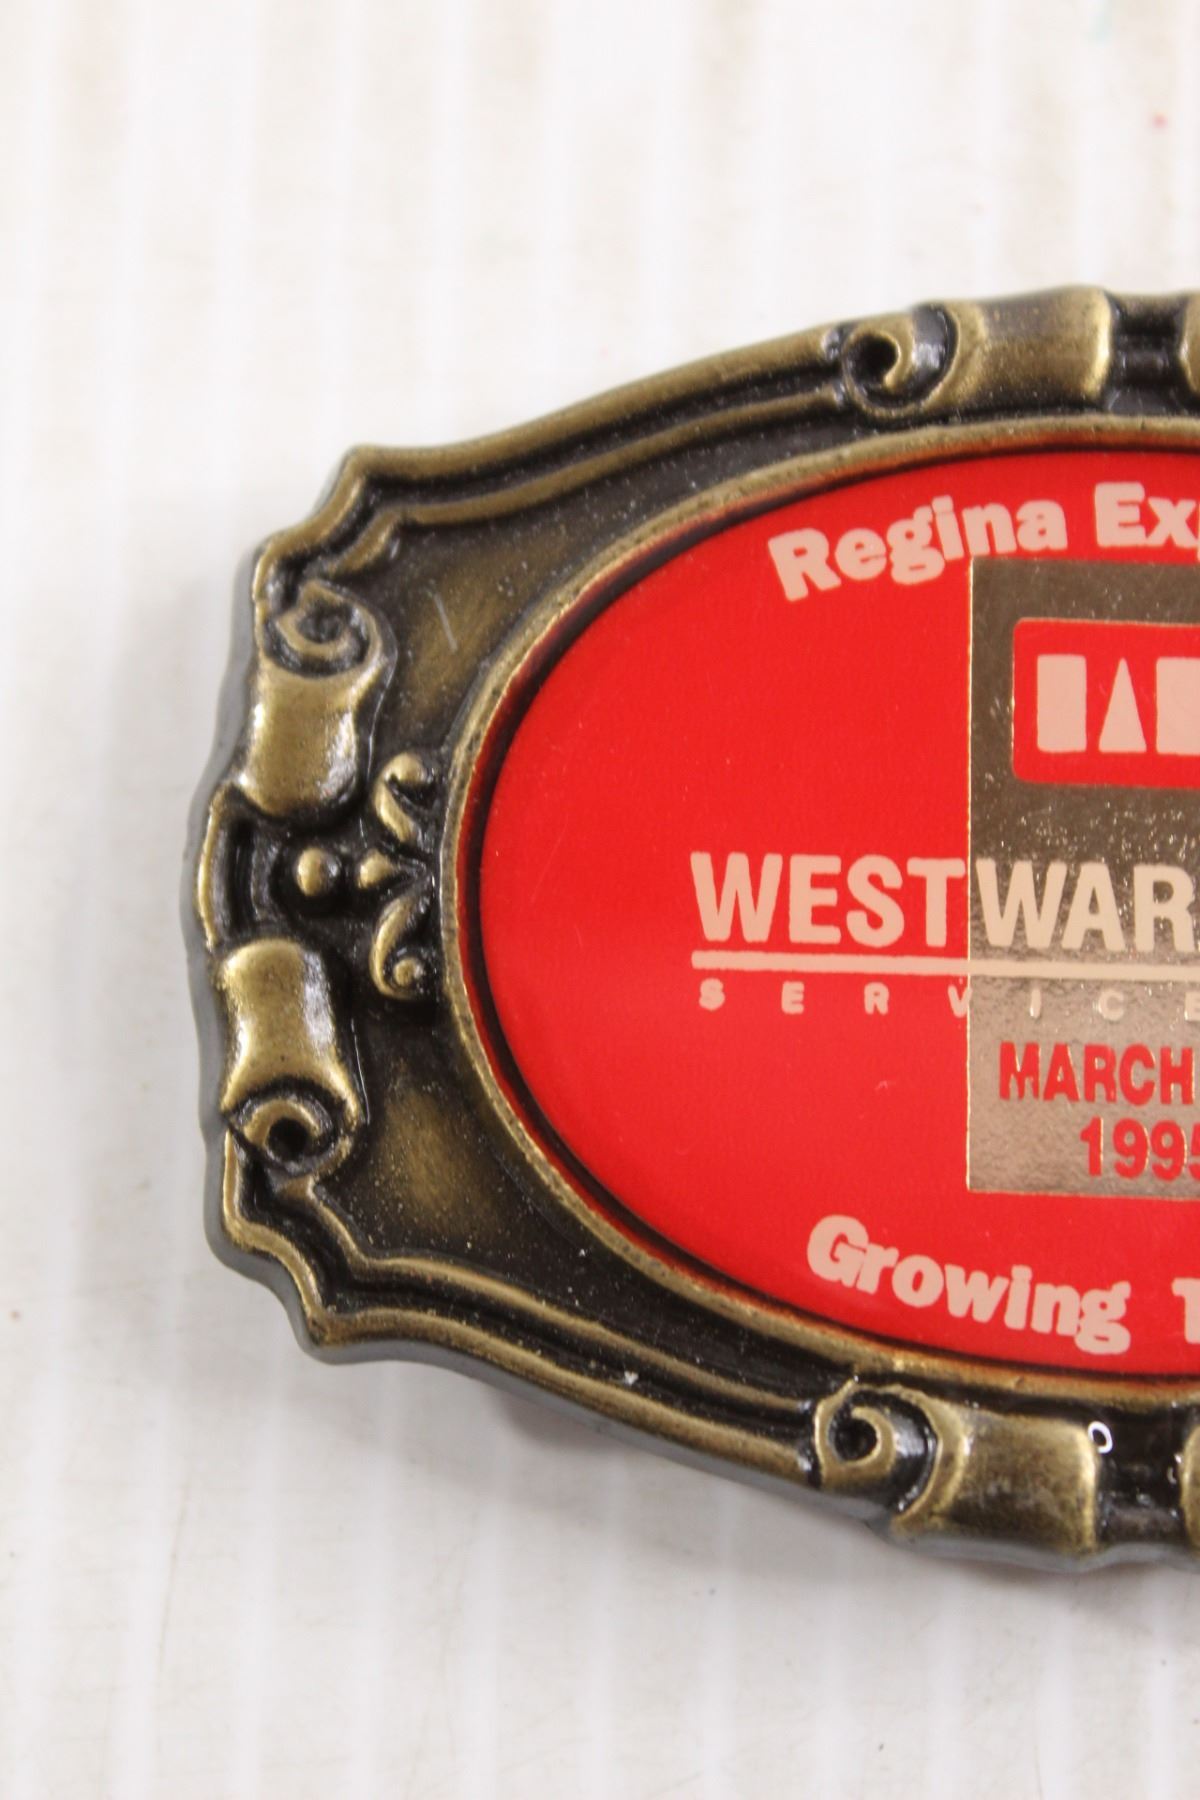 Regina Exp
WESTWAR
SERVICE
MARCH
1995
Growing T